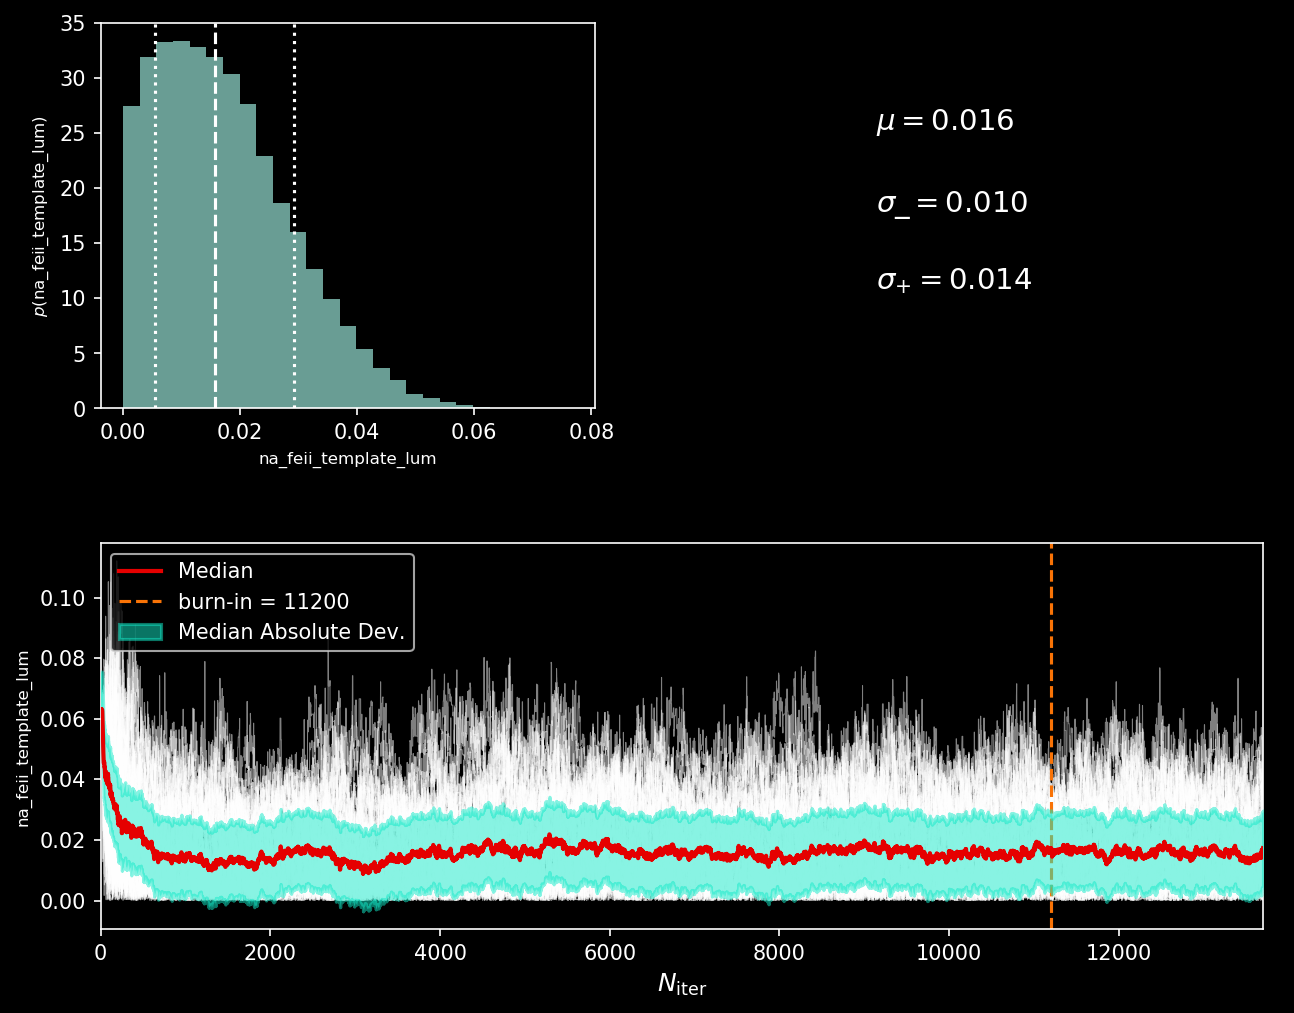 35
30
25
20
15
10
5
0
p(na_feii_template_lum)
0.00 0.02 0.04 0.06 0.08
na_feii_template_lum
μ = 0.016
σ₋ = 0.010
σ₊ = 0.014
Median
burn-in = 11200
Median Absolute Dev.
0.10
0.08
0.06
0.04
0.02
0.00
na_feii_template_lum
0 2000 4000 6000 8000 10000 12000
N_iter